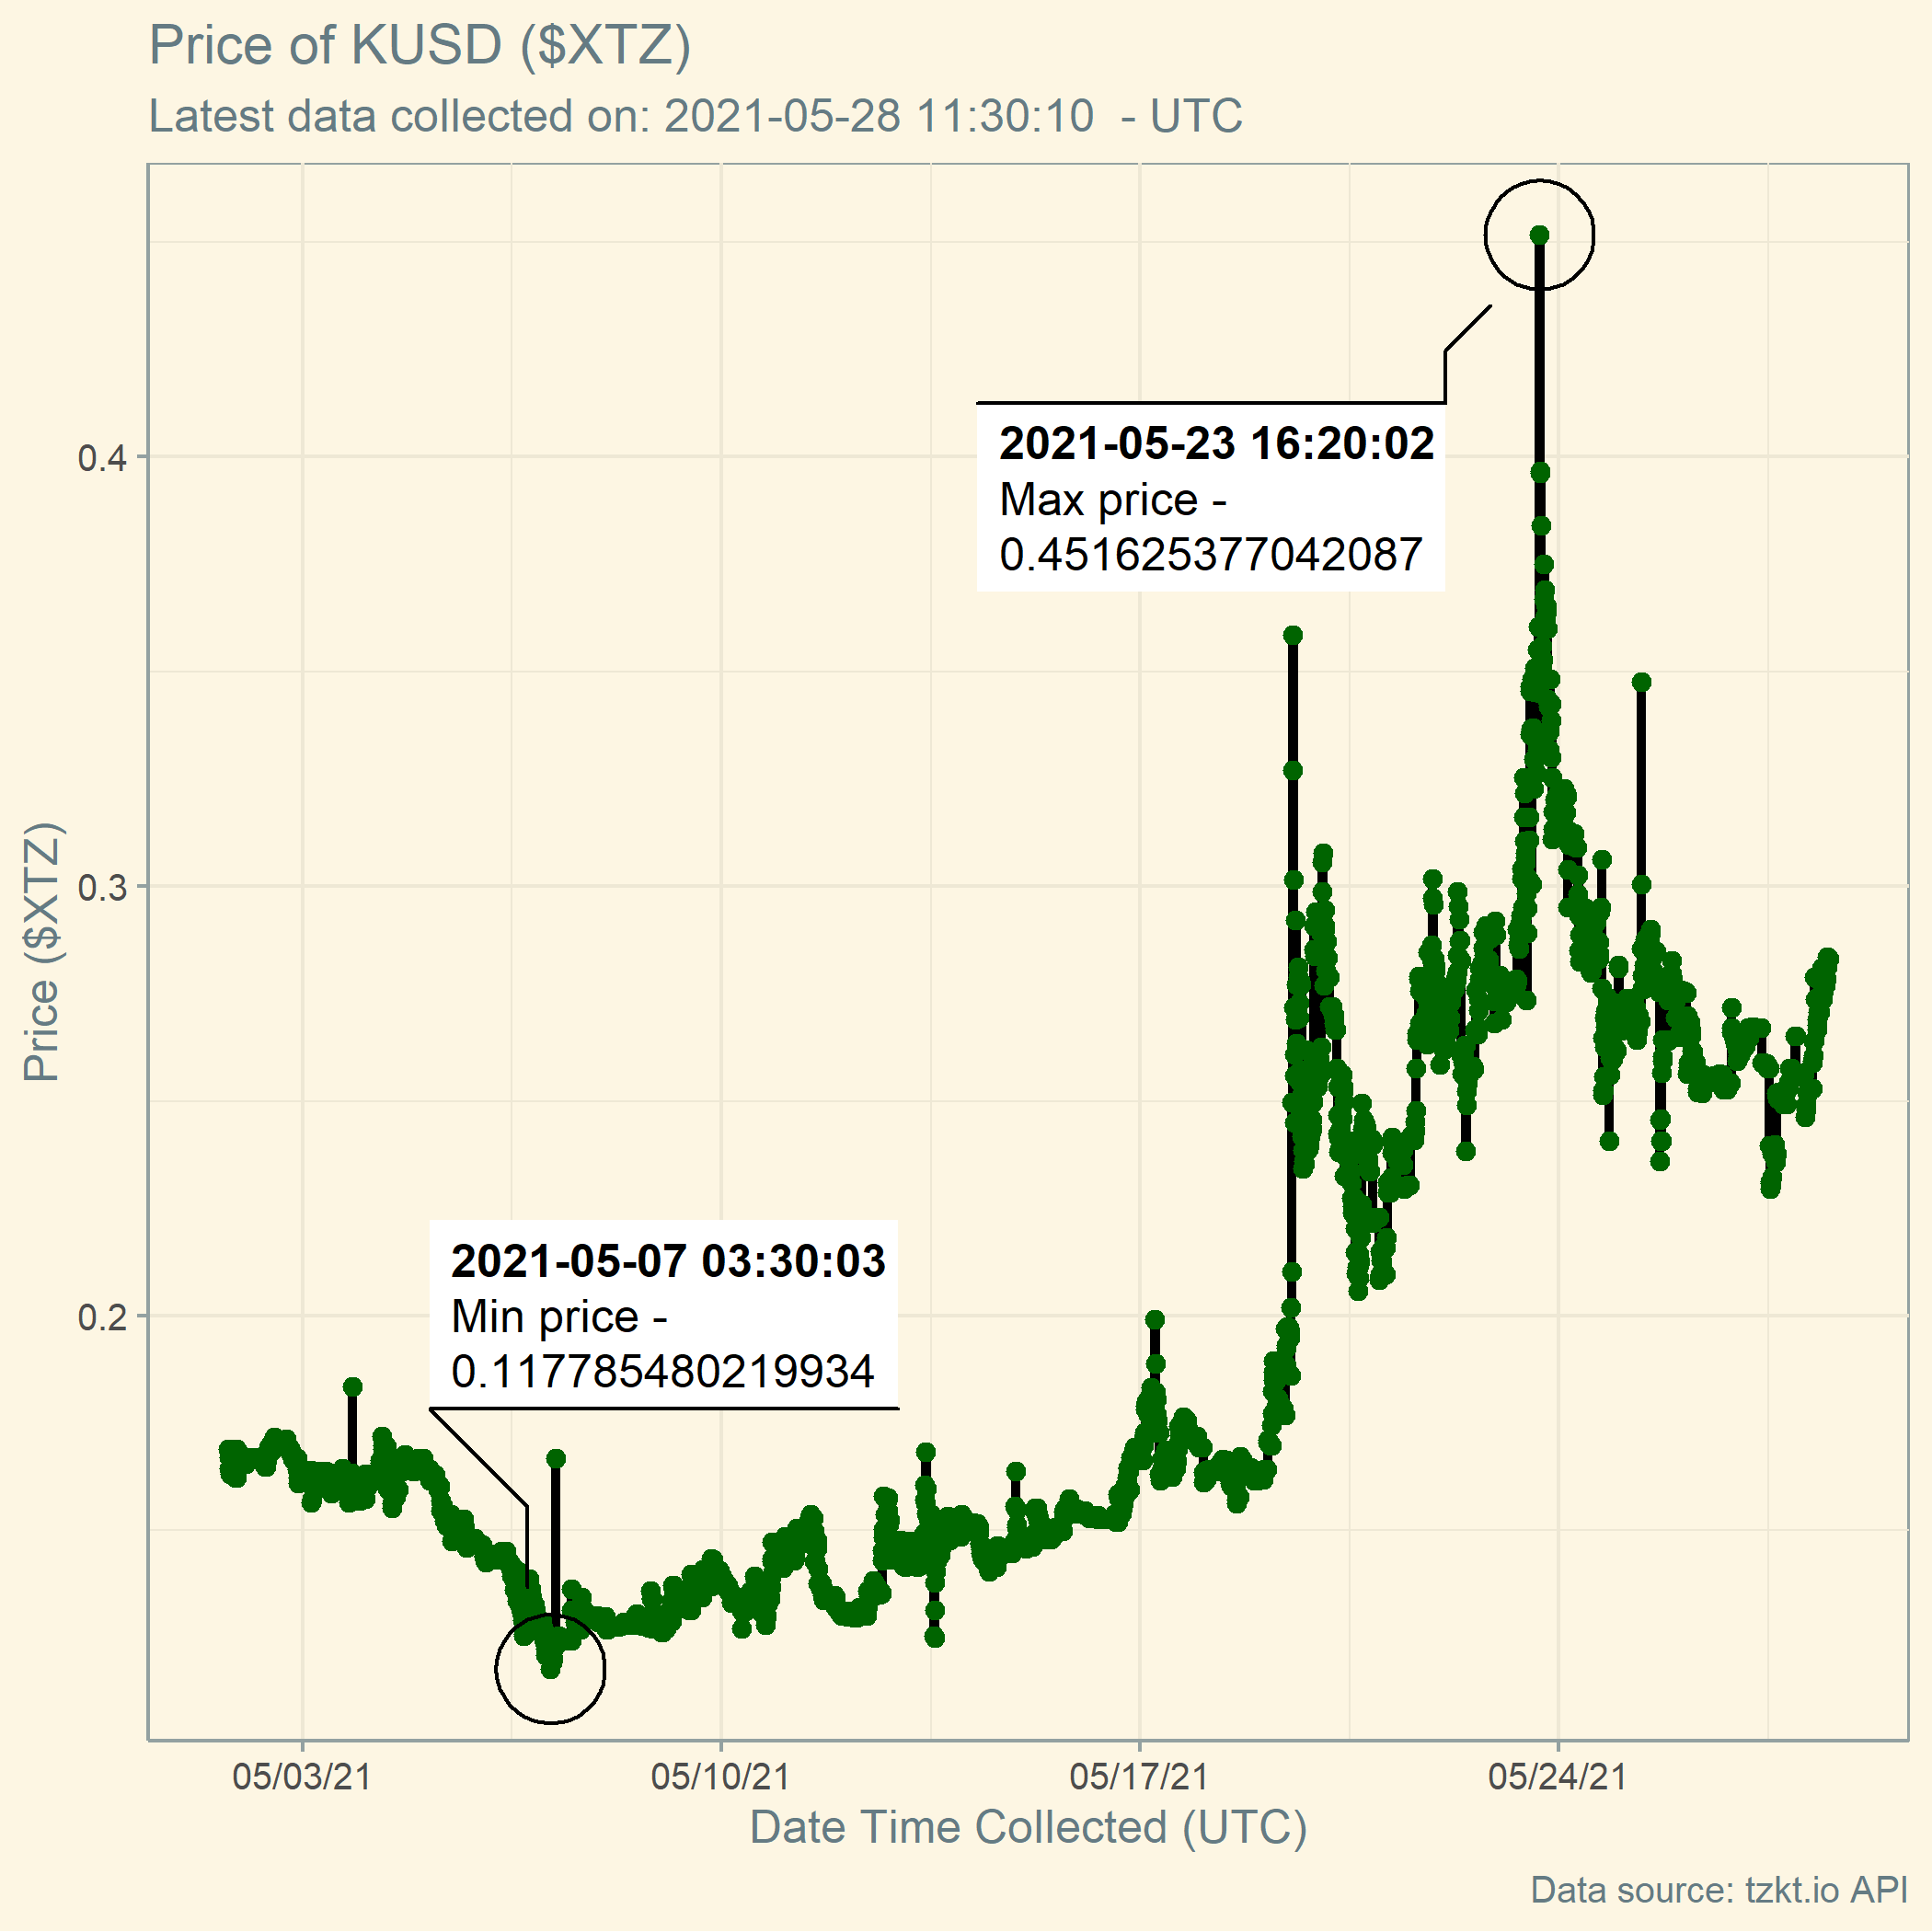 Price of KUSD ($XTZ)
Latest data collected on: 2021-05-28 11:30:10  - UTC
2021-05-23 16:20:02
Max price -
0.451625377042087
2021-05-07 03:30:03
Min price -
0.117785480219934
Price ($XTZ)
0.4
0.3
0.2
05/03/21
05/10/21
05/17/21
05/24/21
Date Time Collected (UTC)
Data source: tzkt.io API